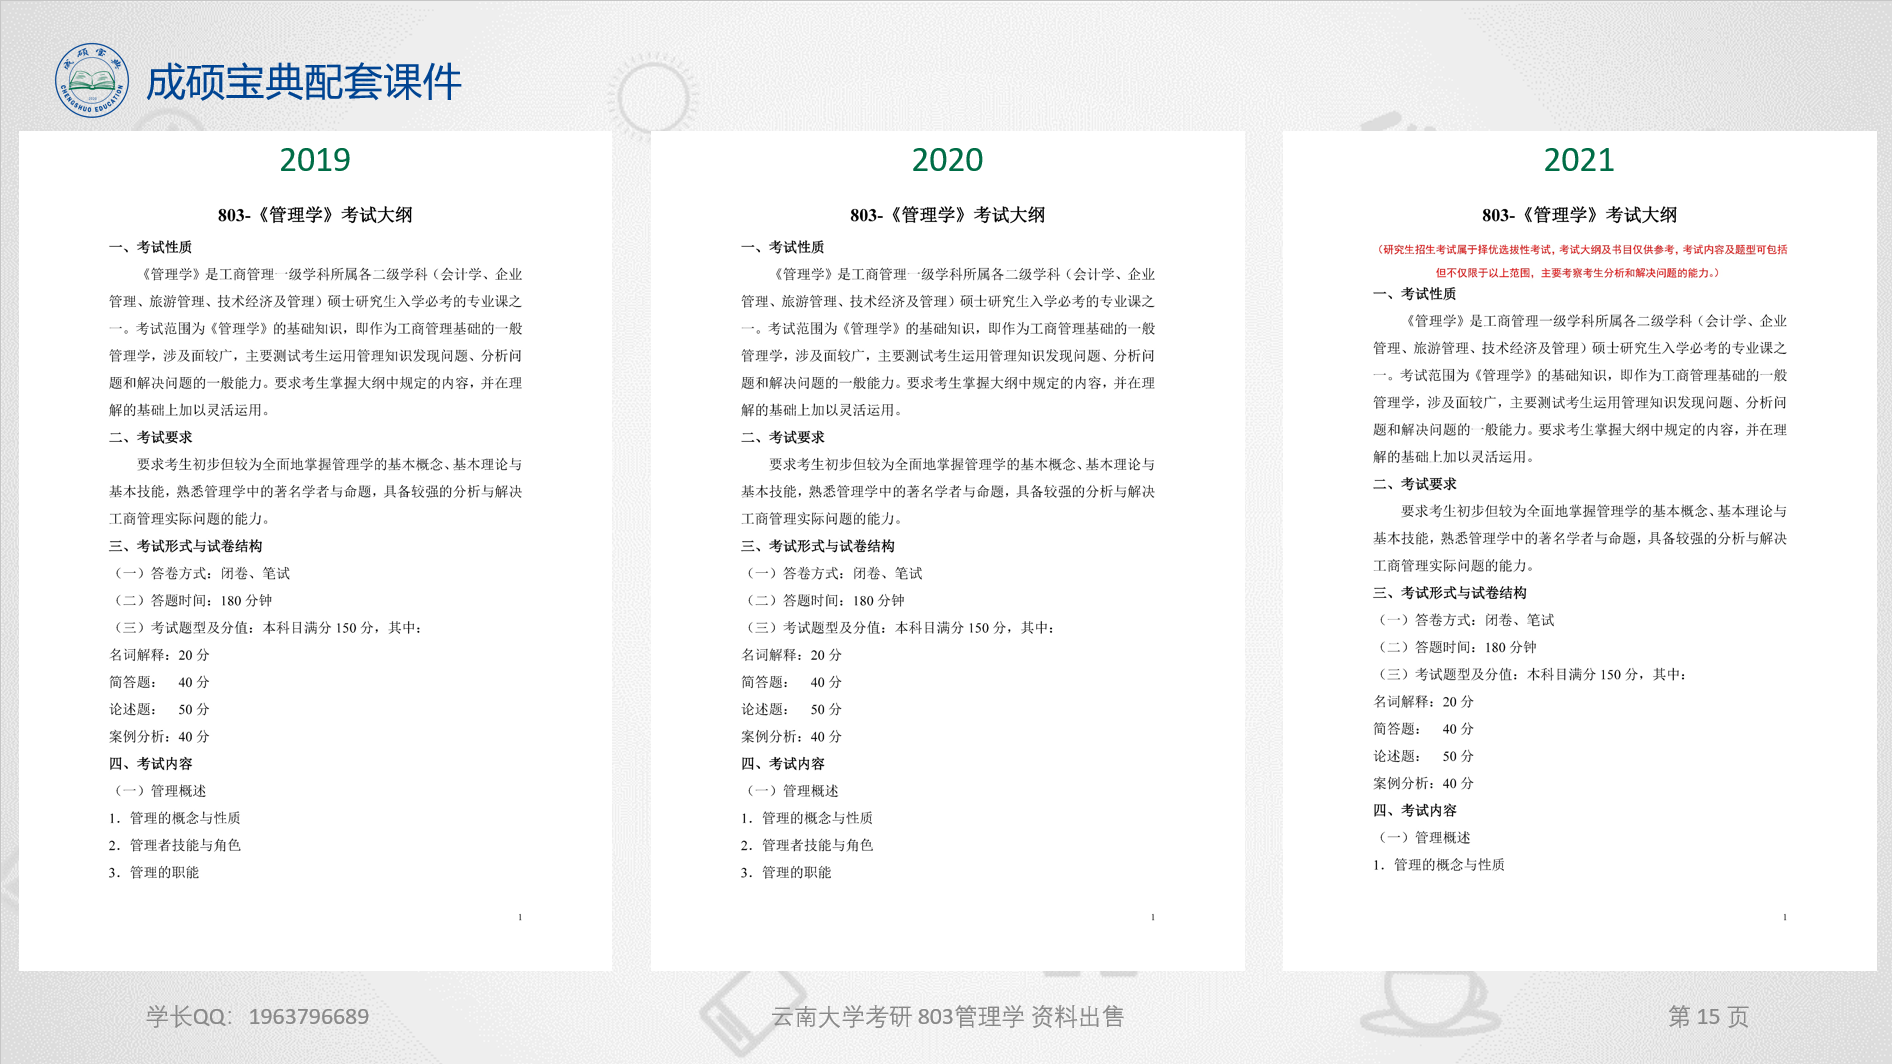 成硕宝典
CHENGSHUO EDUCATION
成硕宝典配套课件
2019
803-《管理学》考试大纲
一、考试性质
《管理学》是工商管理一级学科所属各二级学科（会计学、企业
管理、旅游管理、技术经济及管理）硕士研究生入学必考的专业课之
一。考试范围为《管理学》的基础知识，即作为工商管理基础的一般
管理学，涉及面较广，主要测试考生运用管理知识发现问题、分析问
题和解决问题的一般能力。要求考生掌握大纲中规定的内容，并在理
解的基础上加以灵活运用。
二、考试要求
要求考生初步但较为全面地掌握管理学的基本概念、基本理论与
基本技能，熟悉管理学中的著名学者与命题，具备较强的分析与解决
工商管理实际问题的能力。
三、考试形式与试卷结构
（一）答卷方式：闭卷、笔试
（二）答题时间：180 分钟
（三）考试题型及分值：本科目满分 150 分，其中：
名词解释：20 分
简答题： 40 分
论述题： 50 分
案例分析：40 分
四、考试内容
（一）管理概述
1．管理的概念与性质
2．管理者技能与角色
3．管理的职能
1
2020
803-《管理学》考试大纲
一、考试性质
《管理学》是工商管理一级学科所属各二级学科（会计学、企业
管理、旅游管理、技术经济及管理）硕士研究生入学必考的专业课之
一。考试范围为《管理学》的基础知识，即作为工商管理基础的一般
管理学，涉及面较广，主要测试考生运用管理知识发现问题、分析问
题和解决问题的一般能力。要求考生掌握大纲中规定的内容，并在理
解的基础上加以灵活运用。
二、考试要求
要求考生初步但较为全面地掌握管理学的基本概念、基本理论与
基本技能，熟悉管理学中的著名学者与命题，具备较强的分析与解决
工商管理实际问题的能力。
三、考试形式与试卷结构
（一）答卷方式：闭卷、笔试
（二）答题时间：180 分钟
（三）考试题型及分值：本科目满分 150 分，其中：
名词解释：20 分
简答题： 40 分
论述题： 50 分
案例分析：40 分
四、考试内容
（一）管理概述
1．管理的概念与性质
2．管理者技能与角色
3．管理的职能
1
2021
803-《管理学》考试大纲
（研究生招生考试属于择优选拔性考试，考试大纲及书目仅供参考，考试内容及题型可包括
但不仅限于以上范围，主要考察考生分析和解决问题的能力。）
一、考试性质
《管理学》是工商管理一级学科所属各二级学科（会计学、企业
管理、旅游管理、技术经济及管理）硕士研究生入学必考的专业课之
一。考试范围为《管理学》的基础知识，即作为工商管理基础的一般
管理学，涉及面较广，主要测试考生运用管理知识发现问题、分析问
题和解决问题的一般能力。要求考生掌握大纲中规定的内容，并在理
解的基础上加以灵活运用。
二、考试要求
要求考生初步但较为全面地掌握管理学的基本概念、基本理论与
基本技能，熟悉管理学中的著名学者与命题，具备较强的分析与解决
工商管理实际问题的能力。
三、考试形式与试卷结构
（一）答卷方式：闭卷、笔试
（二）答题时间：180 分钟
（三）考试题型及分值：本科目满分 150 分，其中：
名词解释：20 分
简答题： 40 分
论述题： 50 分
案例分析：40 分
四、考试内容
（一）管理概述
1．管理的概念与性质
1
学长QQ： 1963796689
云南大学考研 803管理学 资料出售
第 15 页